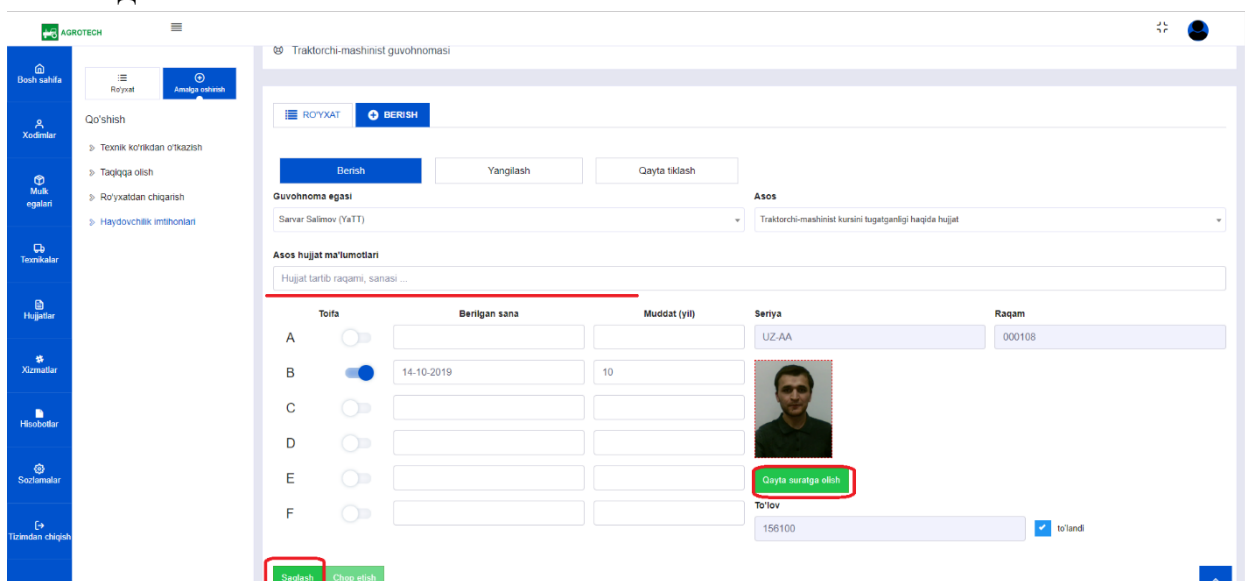 AGROTECH
Traktorchi-mashinist guvohnomasi
Bosh sahifa
Xodimlar
Mulk
egalari
Texnikalar
Hujjatlar
Xizmatlar
Hisobotlar
Sozlamalar
Tizimdan chiqish
Ro'yxat
Amalga oshirish
Qo'shish
Texnik ko'rikdan o'tkazish
Taqiqqa olish
Ro'yxatdan chiqarish
Haydovchilik imtihonlari
RO'YXAT
BERISH
Berish Yangilash Qayta tiklash
Guvohnoma egasi Asos
Sarvar Salimov (YaTT) Traktorchi-mashinist kursini tugatganligi haqida hujjat
Asos hujjat ma'lumotlari
Hujjat tartib raqami, sanasi ...
Toifa Berilgan sana Muddat (yil) Seriya Raqam
A UZ-AA 000108
B 14-10-2019 10
C
D
E Qayta suratga olish
F To'lov
156100 to'landi
Saqlash Chop etish